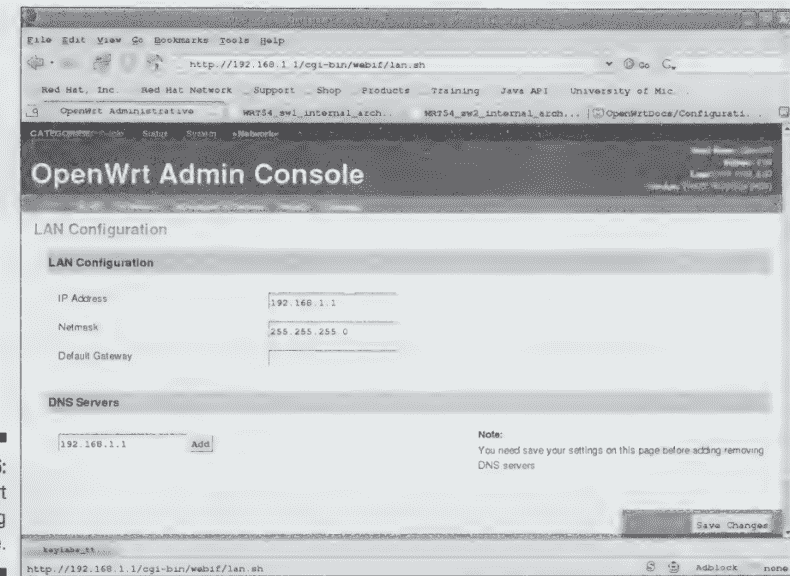 File Edit View Go Bookmarks Tools Help
http://192.168.1.1/cgi-bin/webif/lan.sh Go G
Red Hat, Inc. Red Hat Network Support Shop Products Training Java API University of Mic...
OpenWrt Administrative WRT54_sw1_internal_arch... WRT54_sw2_internal_arch... OpenWrtDocs/Configurati...
CATEGORIES Status System Network
OpenWrt Admin Console
LAN Configuration
LAN Configuration
IP Address 192.168.1.1
Netmask 255.255.255.0
Default Gateway
DNS Servers
192.168.1.1 Add
Note:
You need save your settings on this page before adding removing
DNS servers
Save Changes
http://192.168.1.1/cgi-bin/webif/lan.sh Adblock none